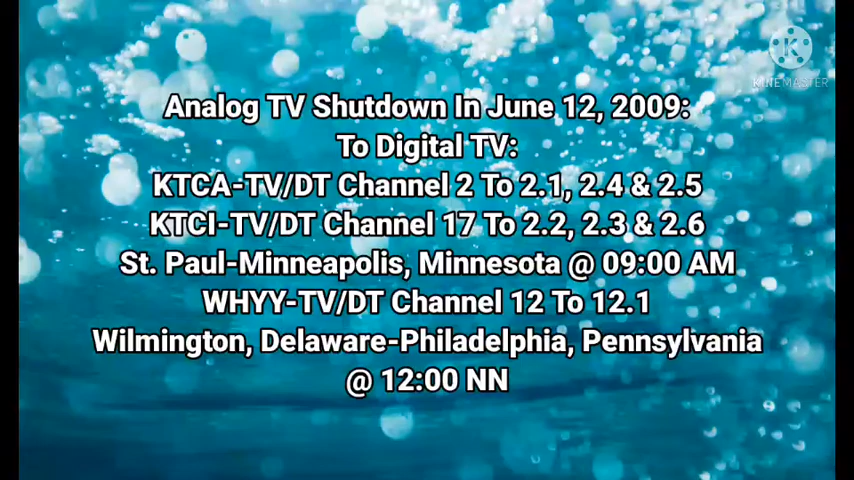 K
KINEMASTER
Analog TV Shutdown In June 12, 2009:
To Digital TV:
KTCA-TV/DT Channel 2 To 2.1, 2.4 & 2.5
KTCI-TV/DT Channel 17 To 2.2, 2.3 & 2.6
St. Paul-Minneapolis, Minnesota @ 09:00 AM
WHYY-TV/DT Channel 12 To 12.1
Wilmington, Delaware-Philadelphia, Pennsylvania
@ 12:00 NN